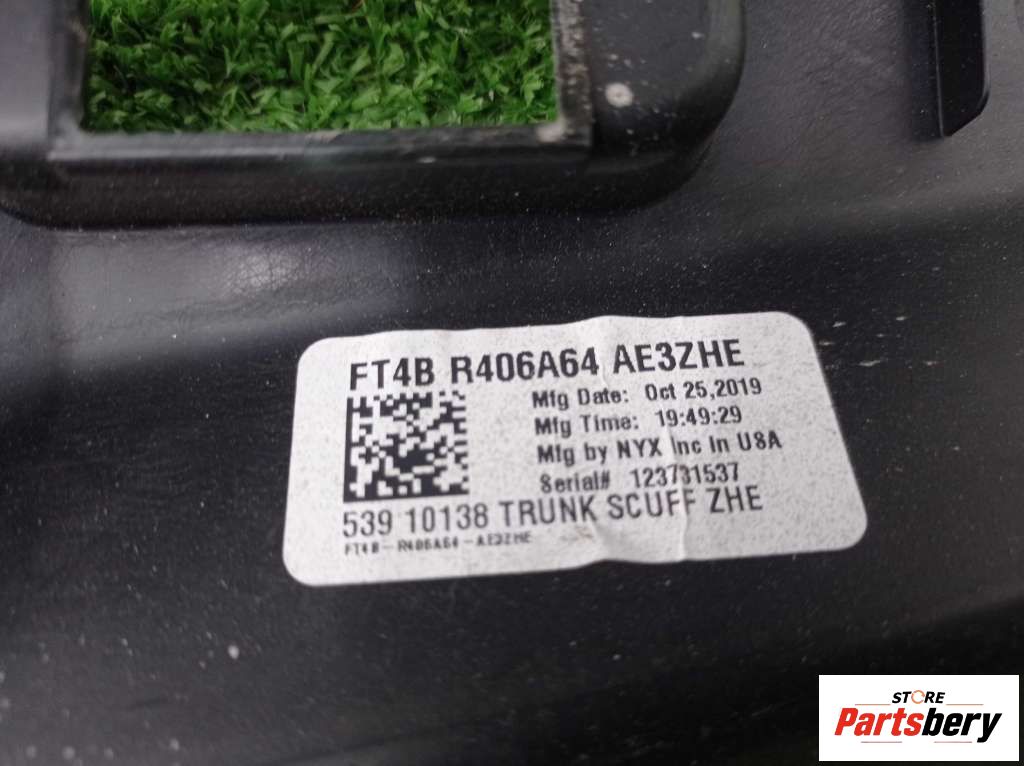 FT4B R406A64 AE3ZHE
Mfg Date: Oct 25,2019
Mfg Time: 19:49:29
Mfg by NYX Inc in USA
Serial# 123731537
539 10138 TRUNK SCUFF ZHE
FT4B-R406A64-AE3ZHE
STORE
Partsbery